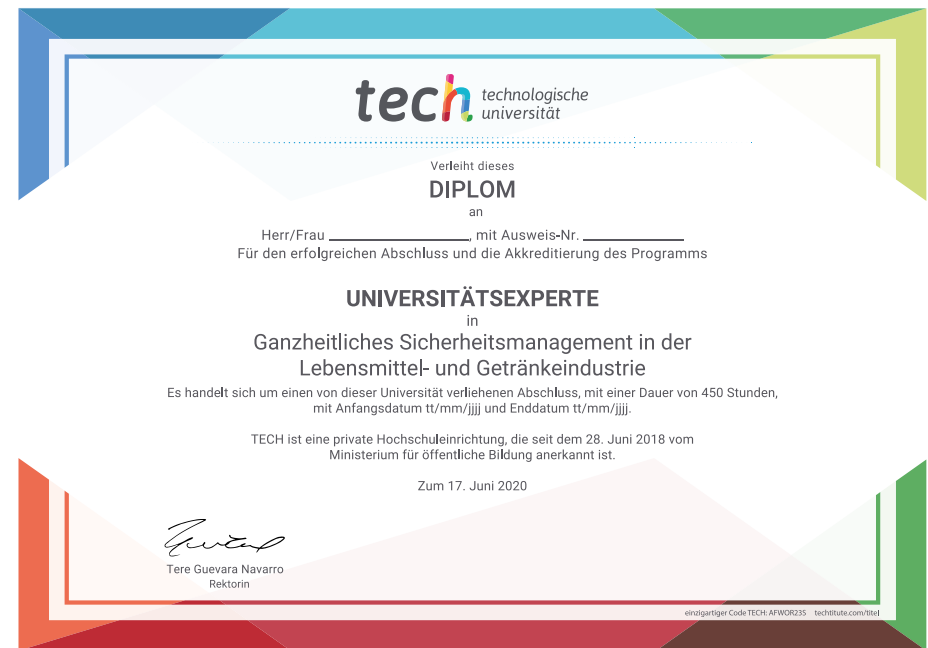 tech technologische
universität
Verleiht dieses
DIPLOM
an
Herr/Frau ____________, mit Ausweis-Nr. ____________
Für den erfolgreichen Abschluss und die Akkreditierung des Programms
UNIVERSITÄTSEXPERTE
in
Ganzheitliches Sicherheitsmanagement in der
Lebensmittel- und Getränkeindustrie
Es handelt sich um einen von dieser Universität verliehenen Abschluss, mit einer Dauer von 450 Stunden,
mit Anfangsdatum tt/mm/jjjj und Enddatum tt/mm/jjjj.
TECH ist eine private Hochschuleinrichtung, die seit dem 28. Juni 2018 vom
Ministerium für öffentliche Bildung anerkannt ist.
Zum 17. Juni 2020
Tere Guevara Navarro
Rektorin
einzigartiger Code TECH: AFWOR23S techtitute.com/titel